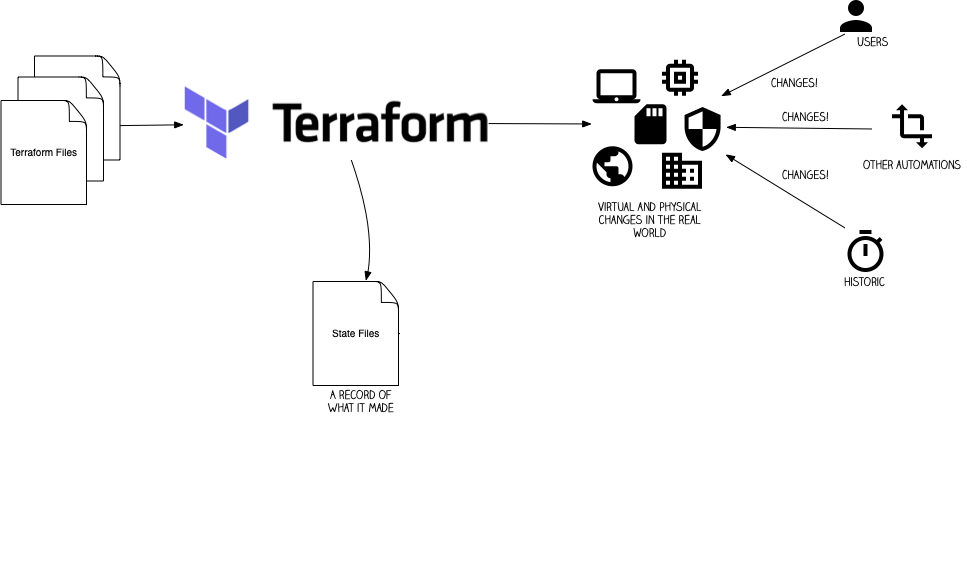 USERS
CHANGES!
Terraform Files
Terraform
CHANGES!
OTHER AUTOMATIONS
CHANGES!
VIRTUAL AND PHYSICAL
CHANGES IN THE REAL
WORLD
HISTORIC
State Files
A RECORD OF
WHAT IT MADE